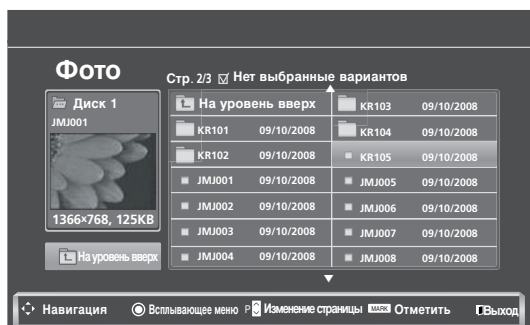 Фото
Стр. 2/3 ☑ Нет выбранные вариантов
Диск 1
JMJ001
1366×768, 125KB
На уровень вверх
На уровень вверх
KR101 09/10/2008
KR102 09/10/2008
JMJ001 09/10/2008
JMJ002 09/10/2008
JMJ003 09/10/2008
JMJ004 09/10/2008
KR103 09/10/2008
KR104 09/10/2008
KR105 09/10/2008
JMJ005 09/10/2008
JMJ006 09/10/2008
JMJ007 09/10/2008
JMJ008 09/10/2008
Навигация Всплывающее меню P Изменение страницы MARK Отметить Выход